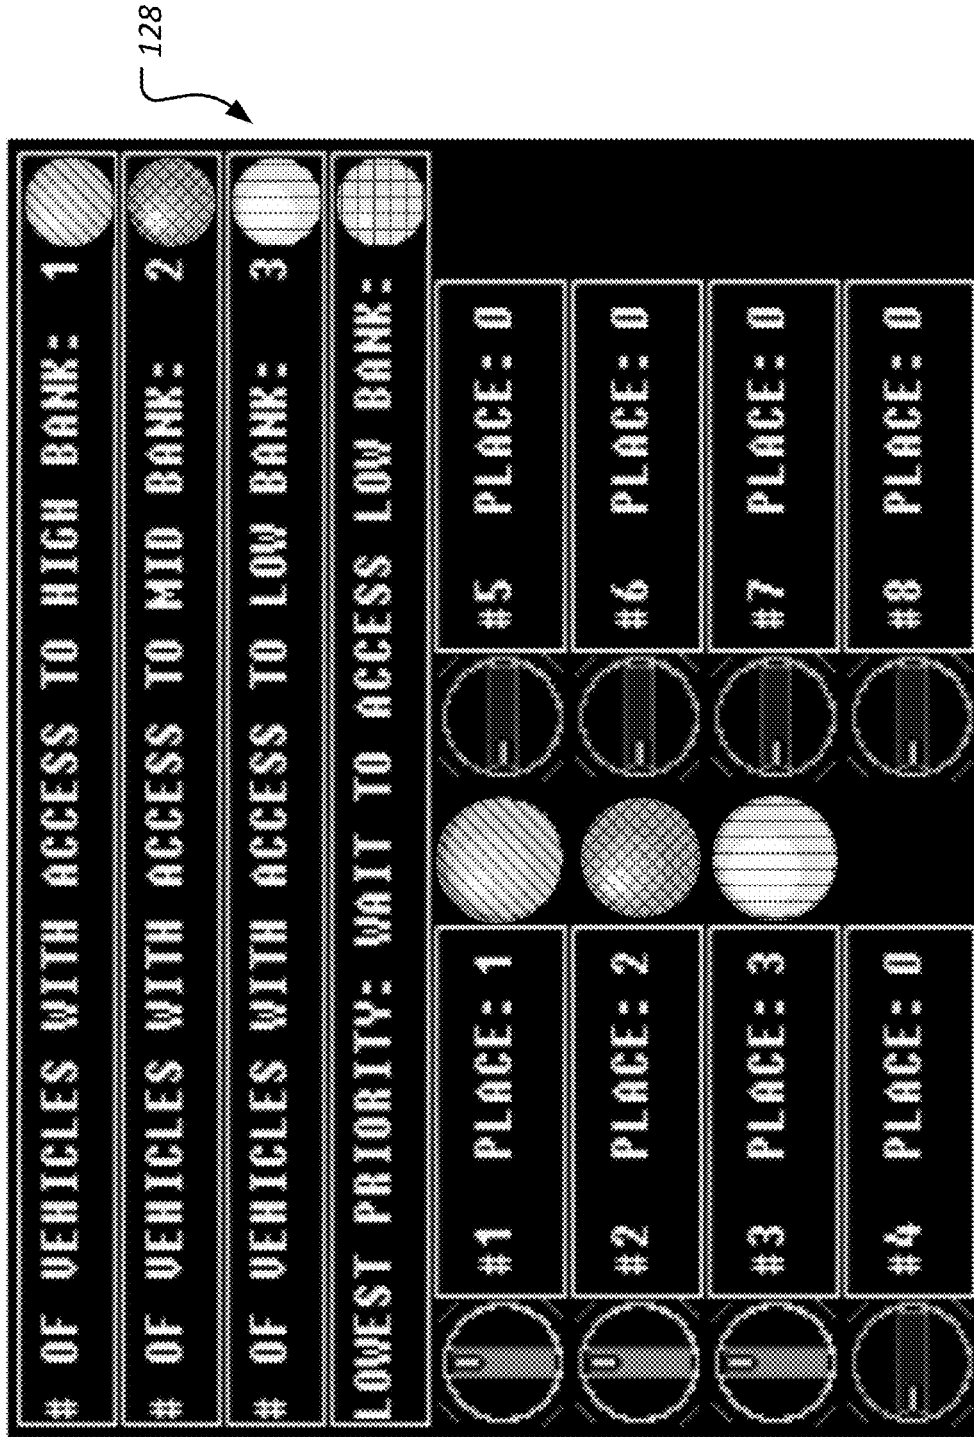 128
# OF VEHICLES WITH ACCESS TO HIGH BANK: 1
# OF VEHICLES WITH ACCESS TO MID BANK: 2
# OF VEHICLES WITH ACCESS TO LOW BANK: 3
LOWEST PRIORITY: WAIT TO ACCESS LOW BANK:
#1 PLACE: 1
#5 PLACE: 0
#2 PLACE: 2
#6 PLACE: 0
#3 PLACE: 3
#7 PLACE: 0
#4 PLACE: 0
#8 PLACE: 0